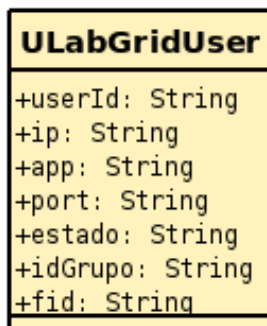 ULabGridUser
+userId: String
+ip: String
+app: String
+port: String
+estado: String
+idGrupo: String
+fid: String